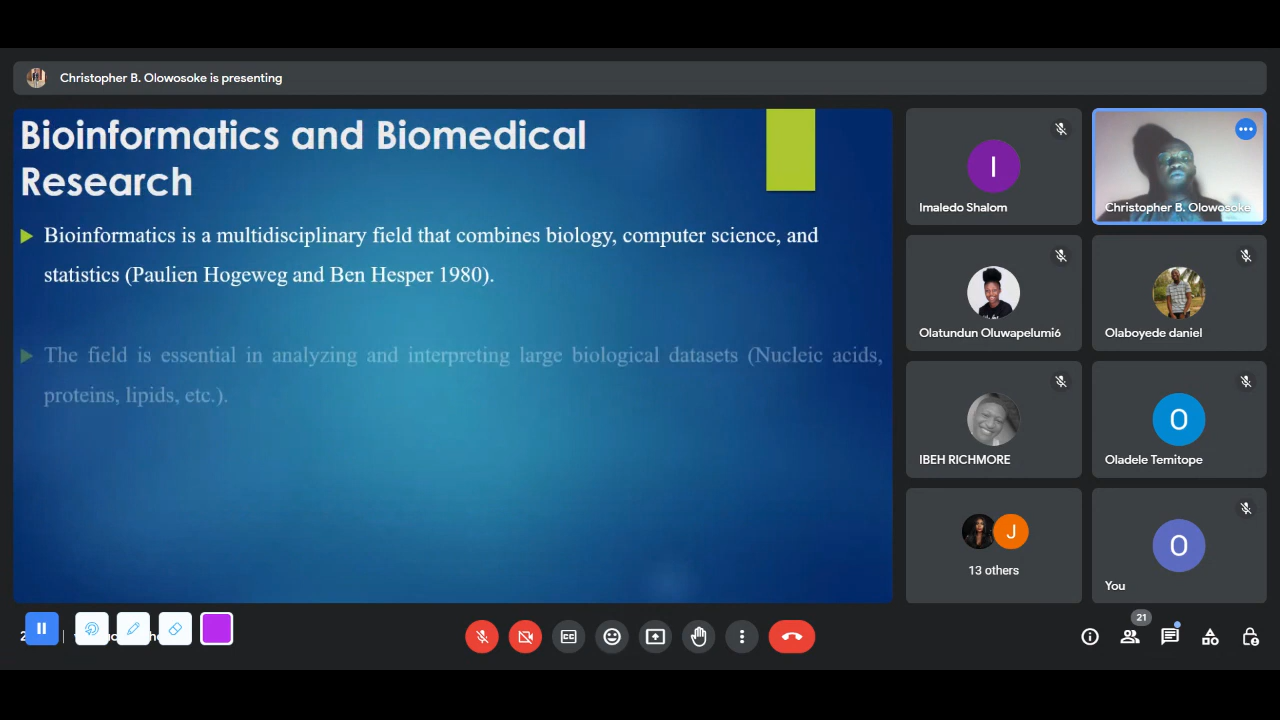 Christopher B. Olowosoke is presenting
Bioinformatics and Biomedical
Research
Bioinformatics is a multidisciplinary field that combines biology, computer science, and
statistics (Paulien Hogeweg and Ben Hesper 1980).
The field is essential in analyzing and interpreting large biological datasets (Nucleic acids,
proteins, lipids, etc.).
I
Imaledo Shalom
Christopher B. Olowosoke
Olatundun Oluwapelumi6
Olaboyede daniel
IBEH RICHMORE
O
Oladele Temitope
J
13 others
O
You
CC
21